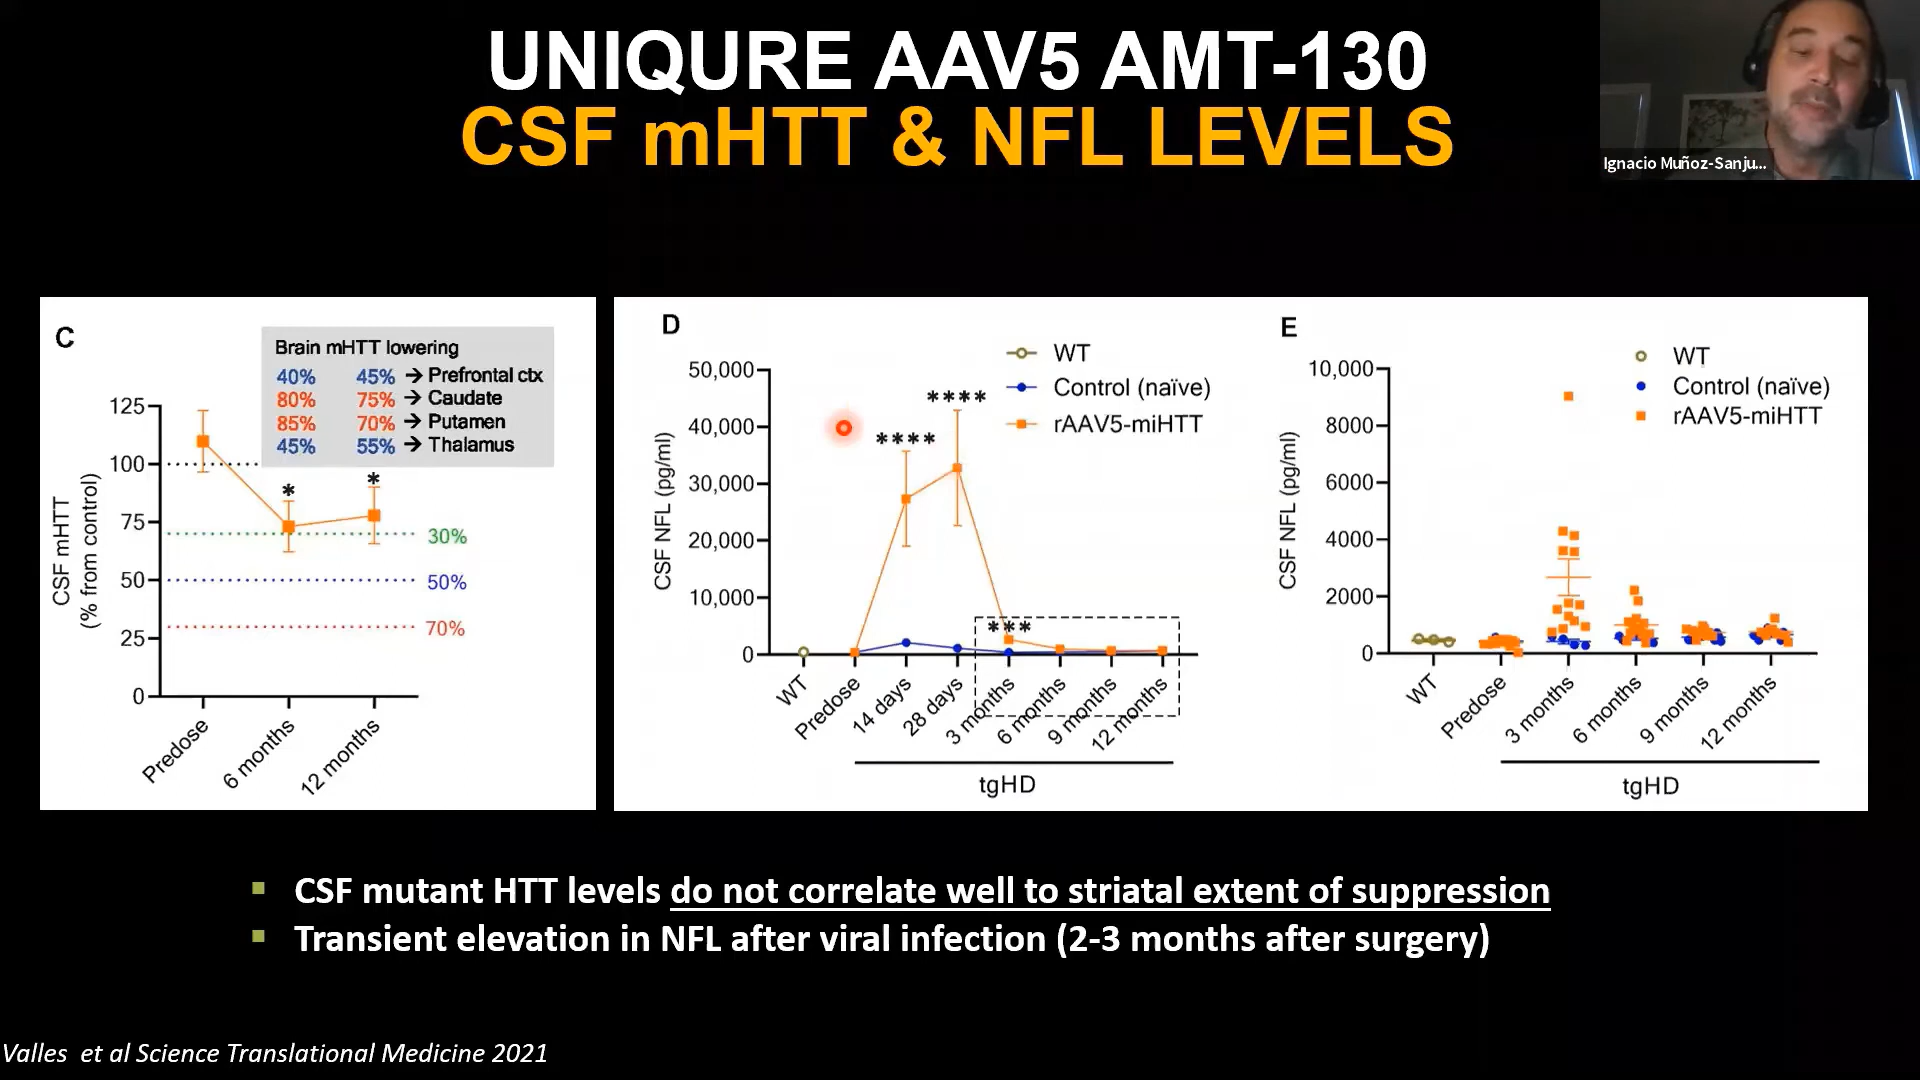 UNIQURE AAV5 AMT-130
CSF mHTT & NFL LEVELS
Ignacio Muñoz-Sanju...
C
Brain mHTT lowering
40% 45% → Prefrontal ctx
80% 75% → Caudate
85% 70% → Putamen
45% 55% → Thalamus
CSF mHTT
(% from control)
125
100
75
50
25
0
* *
30%
50%
70%
Predose
6 months
12 months
D
WT
Control (naïve)
rAAV5-miHTT
CSF NFL (pg/ml)
50,000
40,000
30,000
20,000
10,000
0
****
****
***
WT
Predose
14 days
28 days
3 months
6 months
9 months
12 months
tgHD
E
WT
Control (naïve)
rAAV5-miHTT
CSF NFL (pg/ml)
10,000
8000
6000
4000
2000
0
WT
Predose
3 months
6 months
9 months
12 months
tgHD
▪ CSF mutant HTT levels do not correlate well to striatal extent of suppression
▪ Transient elevation in NFL after viral infection (2-3 months after surgery)
Valles et al Science Translational Medicine 2021